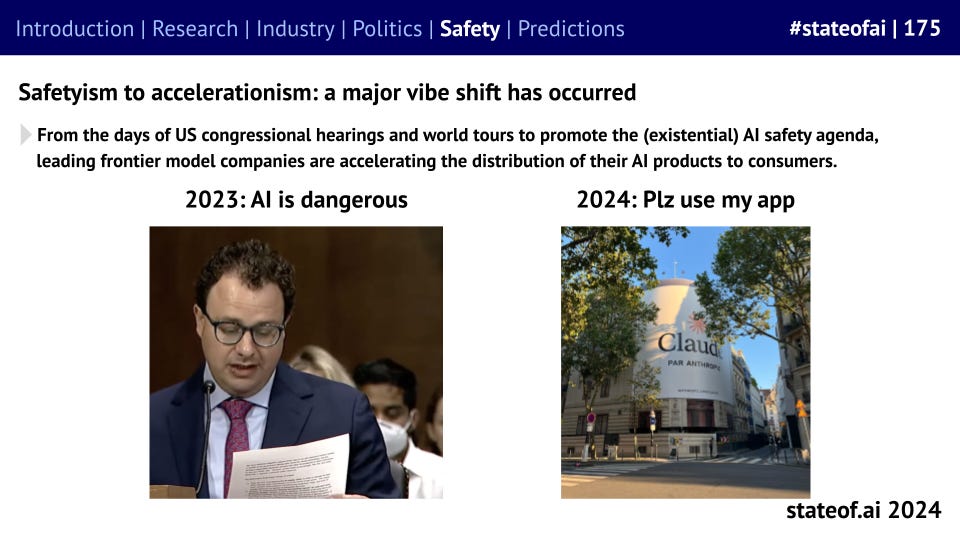 Introduction | Research | Industry | Politics | Safety | Predictions
#stateofai | 175
Safetyism to accelerationism: a major vibe shift has occurred
From the days of US congressional hearings and world tours to promote the (existential) AI safety agenda,
leading frontier model companies are accelerating the distribution of their AI products to consumers.
2023: AI is dangerous
2024: Plz use my app
Claude
PAR ANTHROPIC
stateof.ai 2024